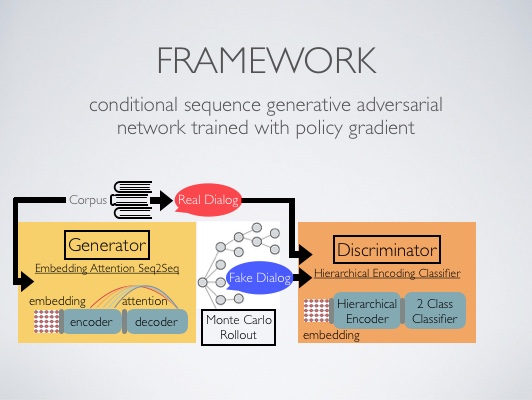 FRAMEWORK
conditional sequence generative adversarial
network trained with policy gradient
Corpus
Real Dialog
Generator
Embedding Attention Seq2Seq
embedding
attention
encoder
decoder
Fake Dialog
Monte Carlo
Rollout
Discriminator
Hierarchical Encoding Classifier
Hierarchical
Encoder
2 Class
Classifier
embedding